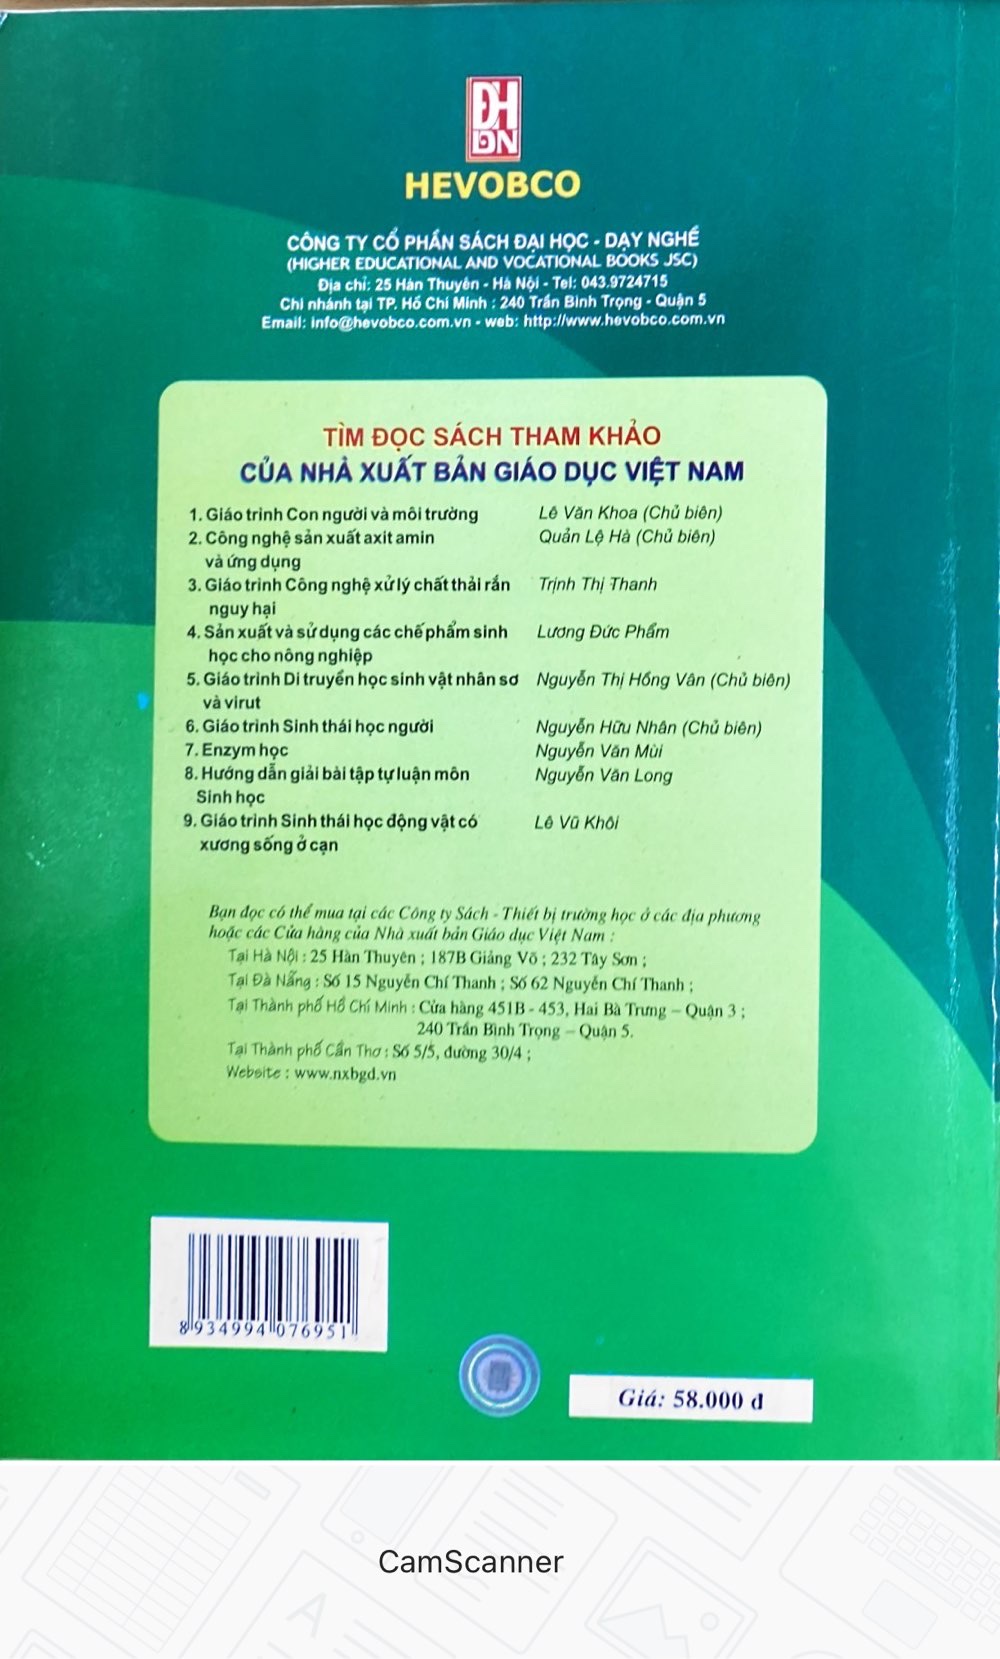 ĐH
DN
HEVOBCO
CÔNG TY CỔ PHẦN SÁCH ĐẠI HỌC - DẠY NGHỀ
(HIGHER EDUCATIONAL AND VOCATIONAL BOOKS JSC)
Địa chỉ: 25 Hàn Thuyên - Hà Nội - Tel: 043.9724715
Chi nhánh tại TP. Hồ Chí Minh : 240 Trần Bình Trọng - Quận 5
Email: info@hevobco.com.vn - web: http://www.hevobco.com.vn
TÌM ĐỌC SÁCH THAM KHẢO
CỦA NHÀ XUẤT BẢN GIÁO DỤC VIỆT NAM
1. Giáo trình Con người và môi trường Lê Văn Khoa (Chủ biên)
2. Công nghệ sản xuất axit amin Quản Lệ Hà (Chủ biên)
và ứng dụng
3. Giáo trình Công nghệ xử lý chất thải rắn Trịnh Thị Thanh
nguy hại
4. Sản xuất và sử dụng các chế phẩm sinh Lương Đức Phẩm
học cho nông nghiệp
5. Giáo trình Di truyền học sinh vật nhân sơ Nguyễn Thị Hồng Vân (Chủ biên)
và virut
6. Giáo trình Sinh thái học người Nguyễn Hữu Nhân (Chủ biên)
7. Enzym học Nguyễn Văn Mùi
8. Hướng dẫn giải bài tập tự luận môn Nguyễn Văn Long
Sinh học
9. Giáo trình Sinh thái học động vật có Lê Vũ Khôi
xương sống ở cạn
Bạn đọc có thể mua tại các Công ty Sách - Thiết bị trường học ở các địa phương
hoặc các Cửa hàng của Nhà xuất bản Giáo dục Việt Nam :
Tại Hà Nội : 25 Hàn Thuyên ; 187B Giảng Võ ; 232 Tây Sơn ;
Tại Đà Nẵng : Số 15 Nguyễn Chí Thanh ; Số 62 Nguyễn Chí Thanh ;
Tại Thành phố Hồ Chí Minh : Cửa hàng 451B - 453, Hai Bà Trưng – Quận 3 ;
240 Trần Bình Trọng – Quận 5.
Tại Thành phố Cần Thơ : Số 5/5, đường 30/4 ;
Website : www.nxbgd.vn
8934994076951
Giá: 58.000 đ
CamScanner